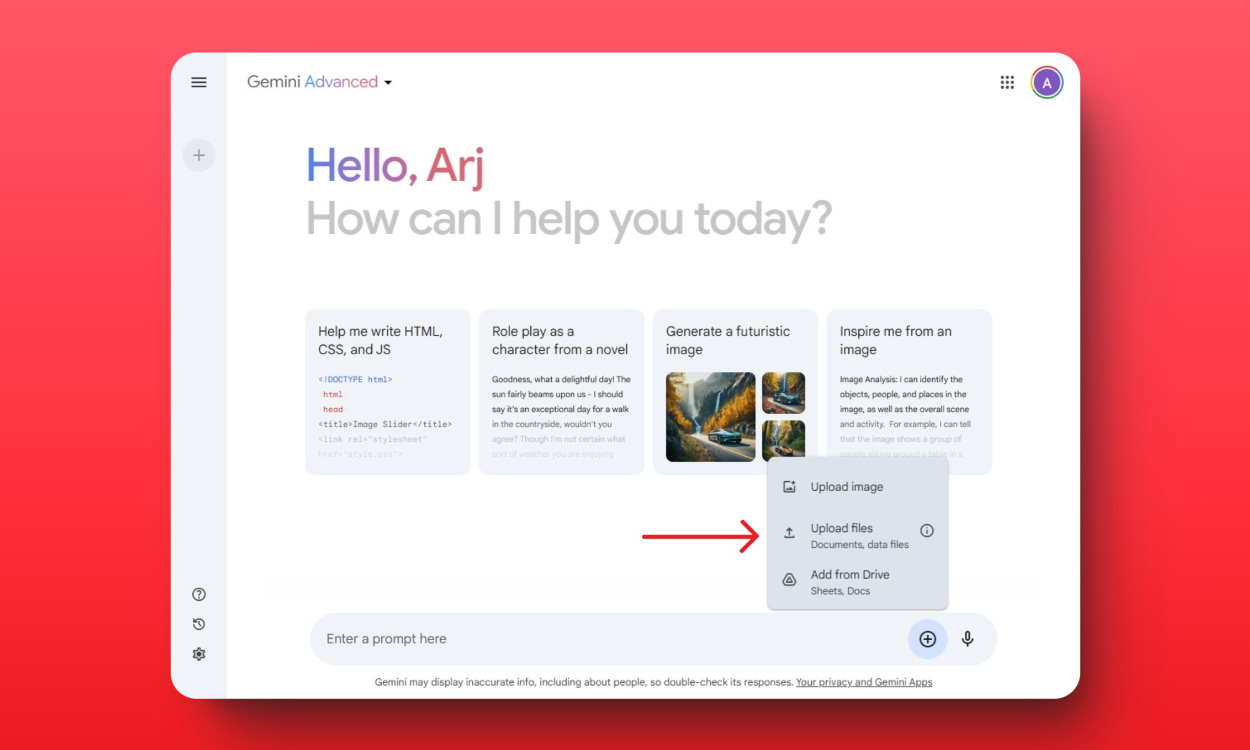 Gemini Advanced
A
Hello, Arj
How can I help you today?
Help me write HTML,
CSS, and JS
<!DOCTYPE html>
html
head
<title>Image Slider</title>
<link rel="stylesheet"
href="style.css">
Role play as a
character from a novel
Goodness, what a delightful day! The
sun fairly beams upon us - I should
say it's an exceptional day for a walk
in the countryside, wouldn't you
agree? Though I'm not certain what
sort of weather you are enjoying
Generate a futuristic
image
Inspire me from an
image
Image Analysis: I can identify the
objects, people, and places in the
image, as well as the overall scene
and activity. For example, I can tell
that the image shows a group of
people sitting around a table in a
Upload image
Upload files
Documents, data files
Add from Drive
Sheets, Docs
Enter a prompt here
Gemini may display inaccurate info, including about people, so double-check its responses. Your privacy and Gemini Apps